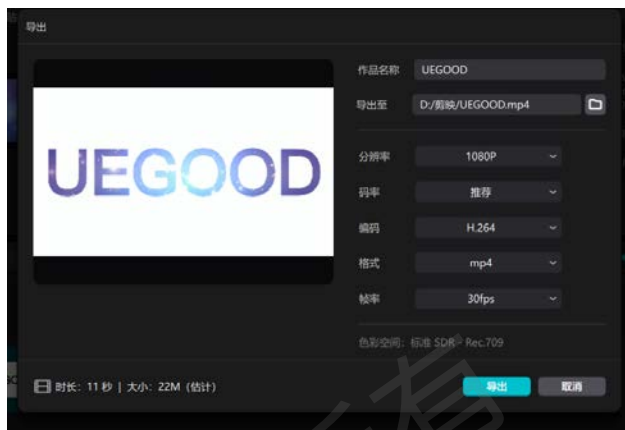 导出
UEGOOD
作品名称 UEGOOD
导出至 D:/剪映/UEGOOD.mp4
分辨率 1080P
码率 推荐
编码 H.264
格式 mp4
帧率 30fps
色彩空间: 标准 SDR - Rec.709
时长: 11 秒 | 大小: 22M (估计)
导出 取消
所有